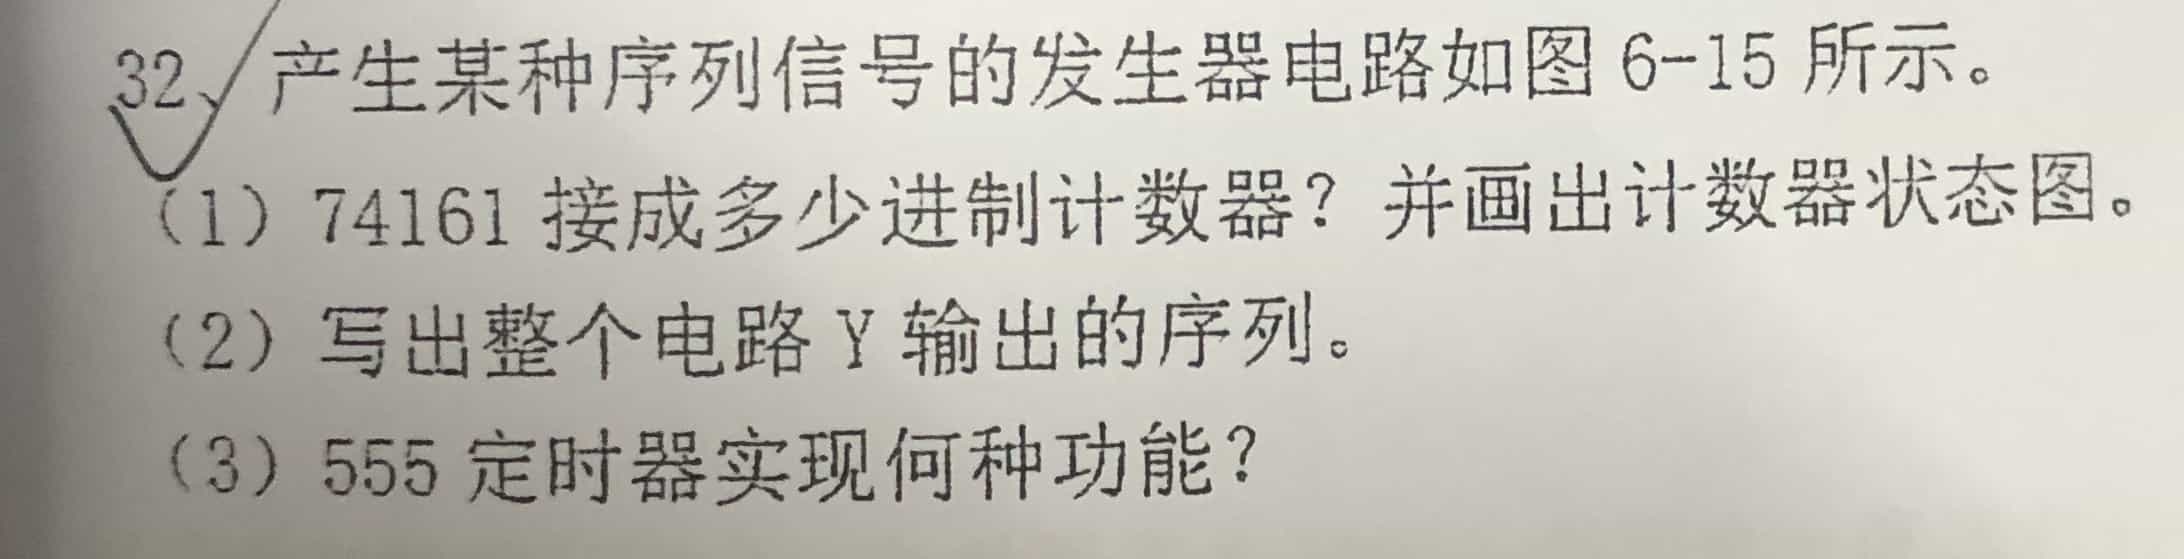 32、产生某种序列信号的发生器电路如图 6-15 所示。
（1）74161 接成多少进制计数器？并画出计数器状态图。
（2）写出整个电路 Y 输出的序列。
（3）555 定时器实现何种功能？